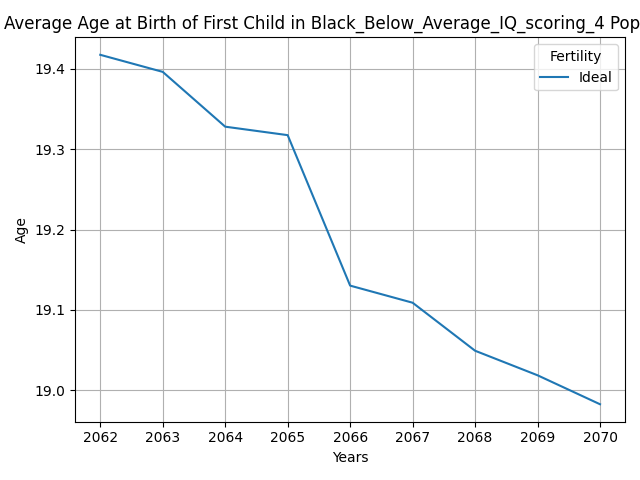 Average Age at Birth of First Child in Black_Below_Average_IQ_scoring_4 Pop
Fertility
Ideal
19.4
19.3
19.2
19.1
19.0
Age
2062 2063 2064 2065 2066 2067 2068 2069 2070
Years